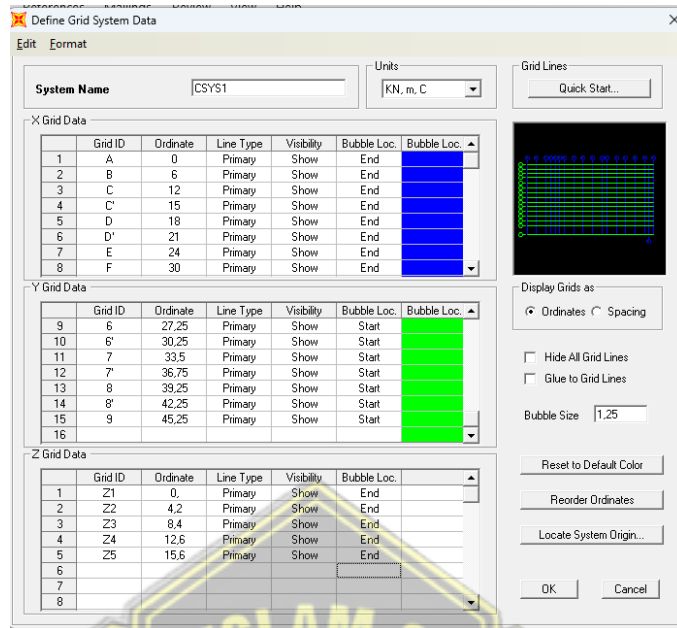 References Mailings Review View Help
Define Grid System Data
Edit Format
System Name CSYS1
Units
KN, m, C
Grid Lines
Quick Start...
X Grid Data
Grid ID Ordinate Line Type Visibility Bubble Loc. Bubble Loc.
1 A 0 Primary Show End
2 B 6 Primary Show End
3 C 12 Primary Show End
4 C' 15 Primary Show End
5 D 18 Primary Show End
6 D' 21 Primary Show End
7 E 24 Primary Show End
8 F 30 Primary Show End
Y Grid Data
Grid ID Ordinate Line Type Visibility Bubble Loc. Bubble Loc.
9 6 27,25 Primary Show Start
10 6' 30,25 Primary Show Start
11 7 33,5 Primary Show Start
12 7' 36,75 Primary Show Start
13 8 39,25 Primary Show Start
14 8' 42,25 Primary Show Start
15 9 45,25 Primary Show Start
16
Display Grids as
Ordinates Spacing
Hide All Grid Lines
Glue to Grid Lines
Bubble Size 1,25
Z Grid Data
Grid ID Ordinate Line Type Visibility Bubble Loc.
1 Z1 0, Primary Show End
2 Z2 4,2 Primary Show End
3 Z3 8,4 Primary Show End
4 Z4 12,6 Primary Show End
5 Z5 15,6 Primary Show End
6
7
8
Reset to Default Color
Reorder Ordinates
Locate System Origin...
OK Cancel
ISLAM